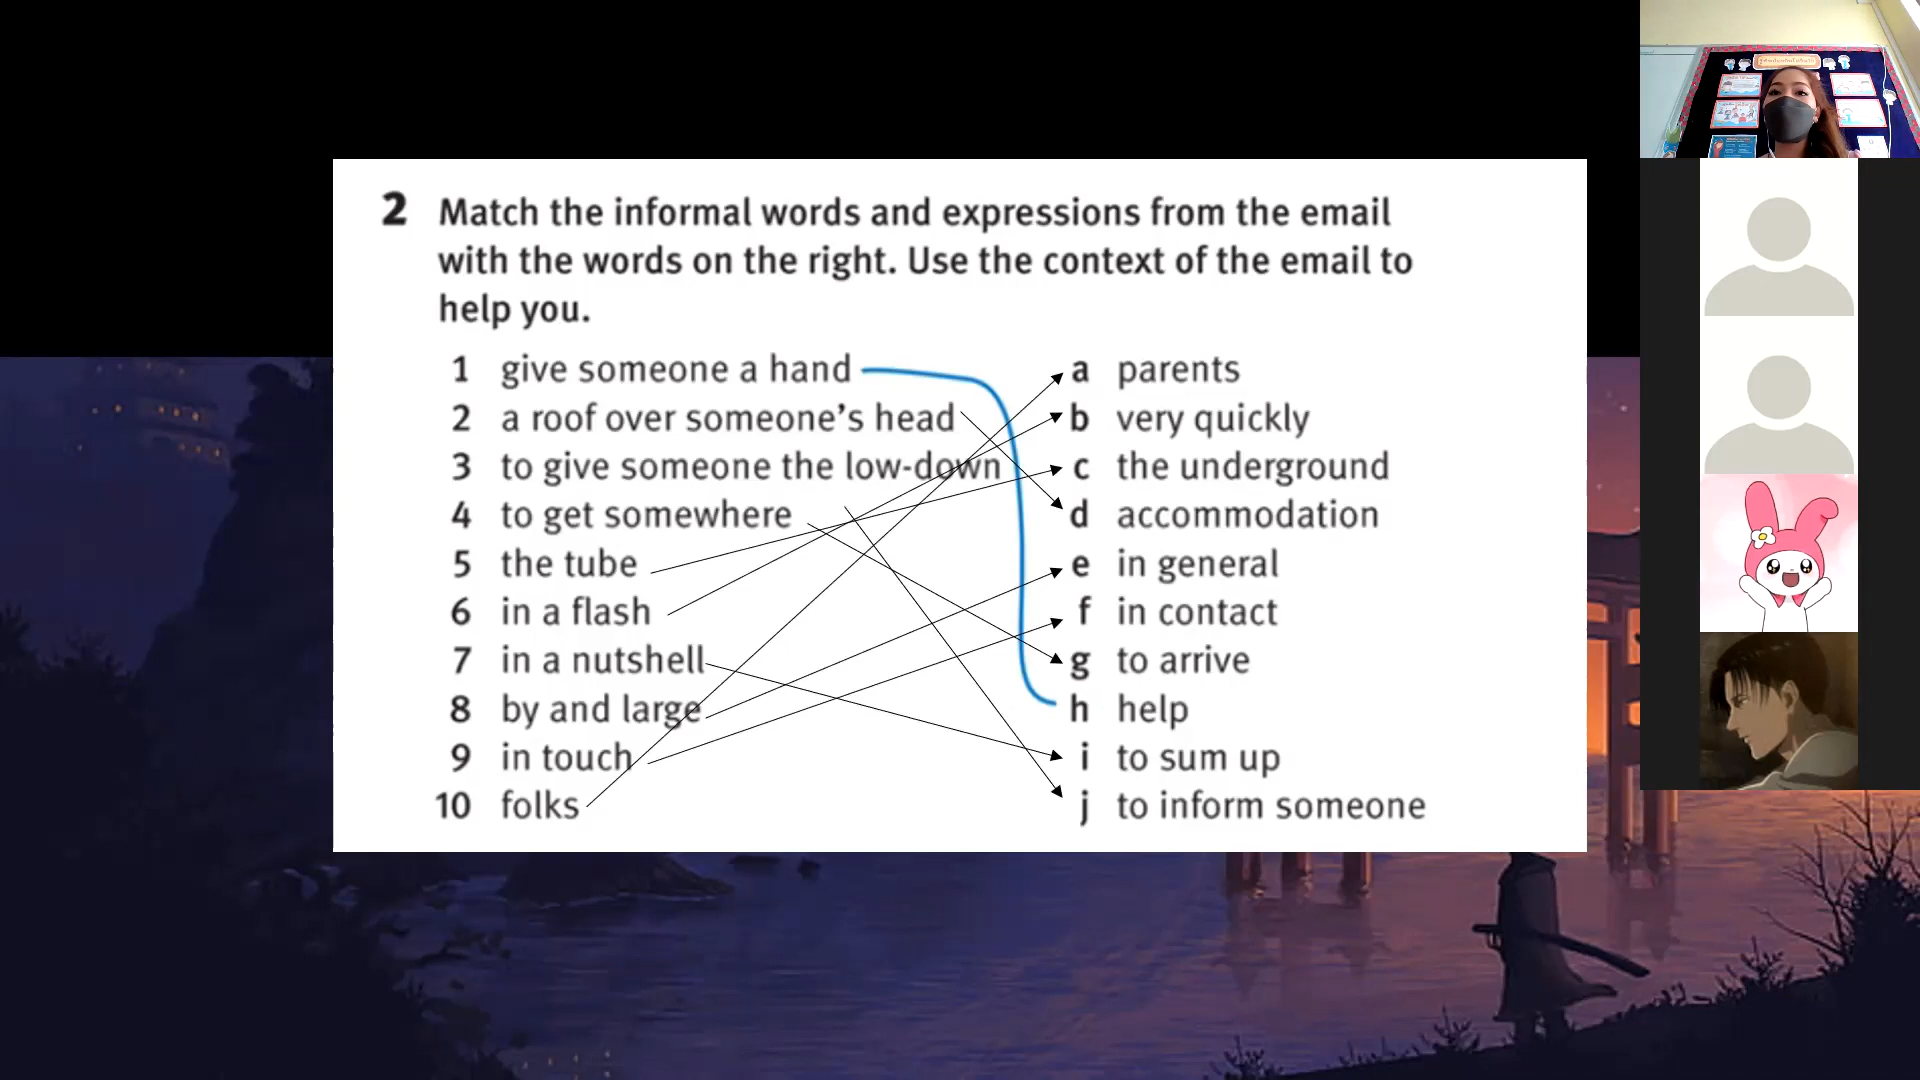 2 Match the informal words and expressions from the email
with the words on the right. Use the context of the email to
help you.
1 give someone a hand
2 a roof over someone's head
3 to give someone the low-down
4 to get somewhere
5 the tube
6 in a flash
7 in a nutshell
8 by and large
9 in touch
10 folks
a parents
b very quickly
c the underground
d accommodation
e in general
f in contact
g to arrive
h help
i to sum up
j to inform someone